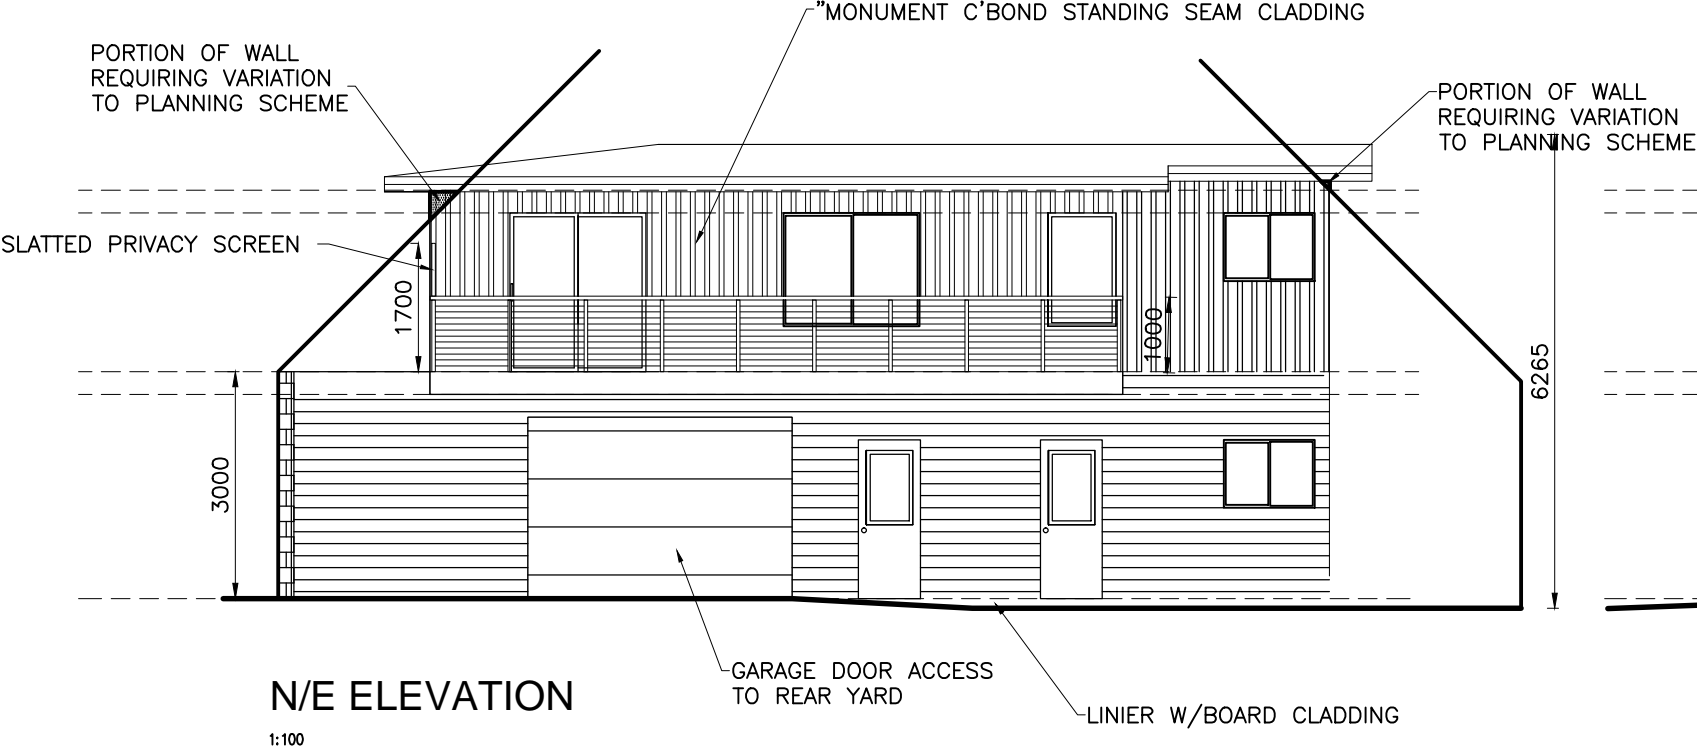 "MONUMENT C'BOND STANDING SEAM CLADDING
PORTION OF WALL
REQUIRING VARIATION
TO PLANNING SCHEME
PORTION OF WALL
REQUIRING VARIATION
TO PLANNING SCHEME
SLATTED PRIVACY SCREEN
1700
1000
6265
3000
GARAGE DOOR ACCESS
TO REAR YARD
LINIER W/BOARD CLADDING
N/E ELEVATION
1:100